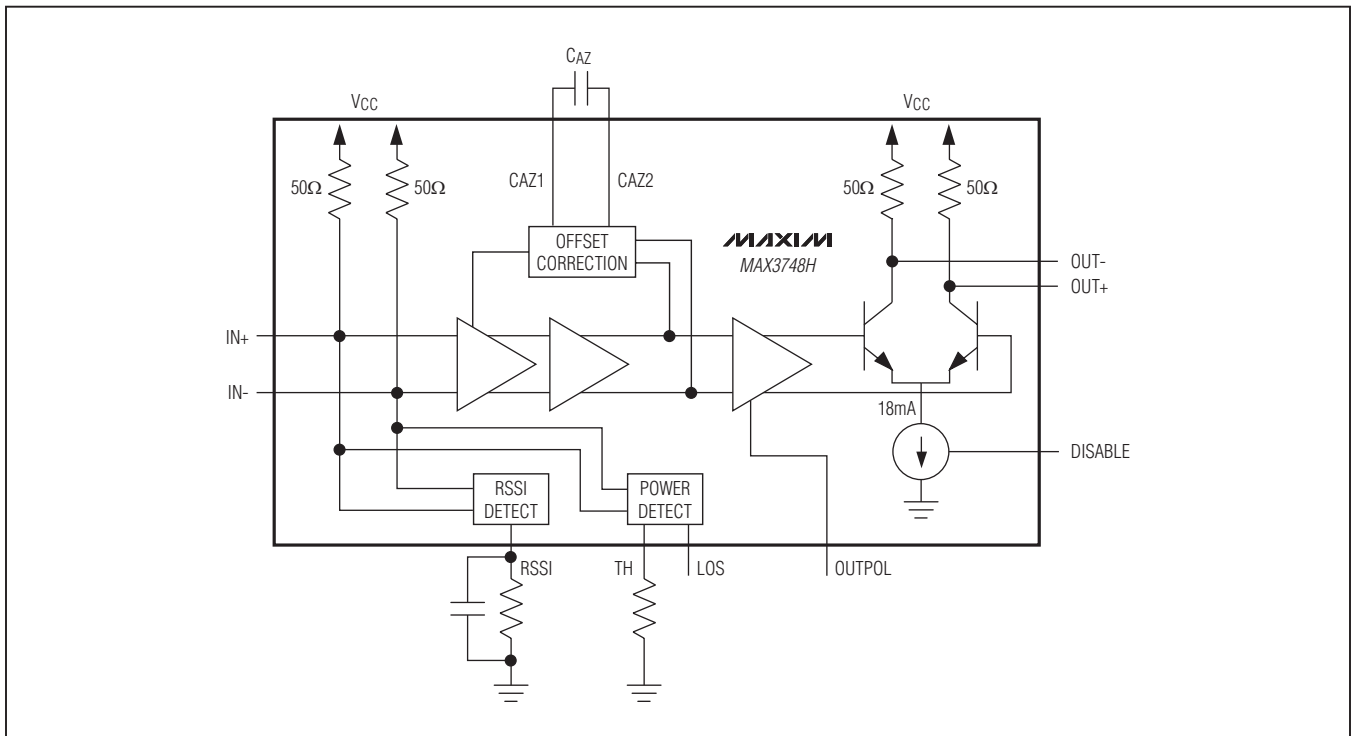 CAZ
VCC
VCC
50Ω
50Ω
CAZ1
CAZ2
50Ω
50Ω
OFFSET
CORRECTION
MAXIM
MAX3748H
OUT-
OUT+
IN+
IN-
18mA
DISABLE
RSSI
DETECT
POWER
DETECT
RSSI
TH
LOS
OUTPOL